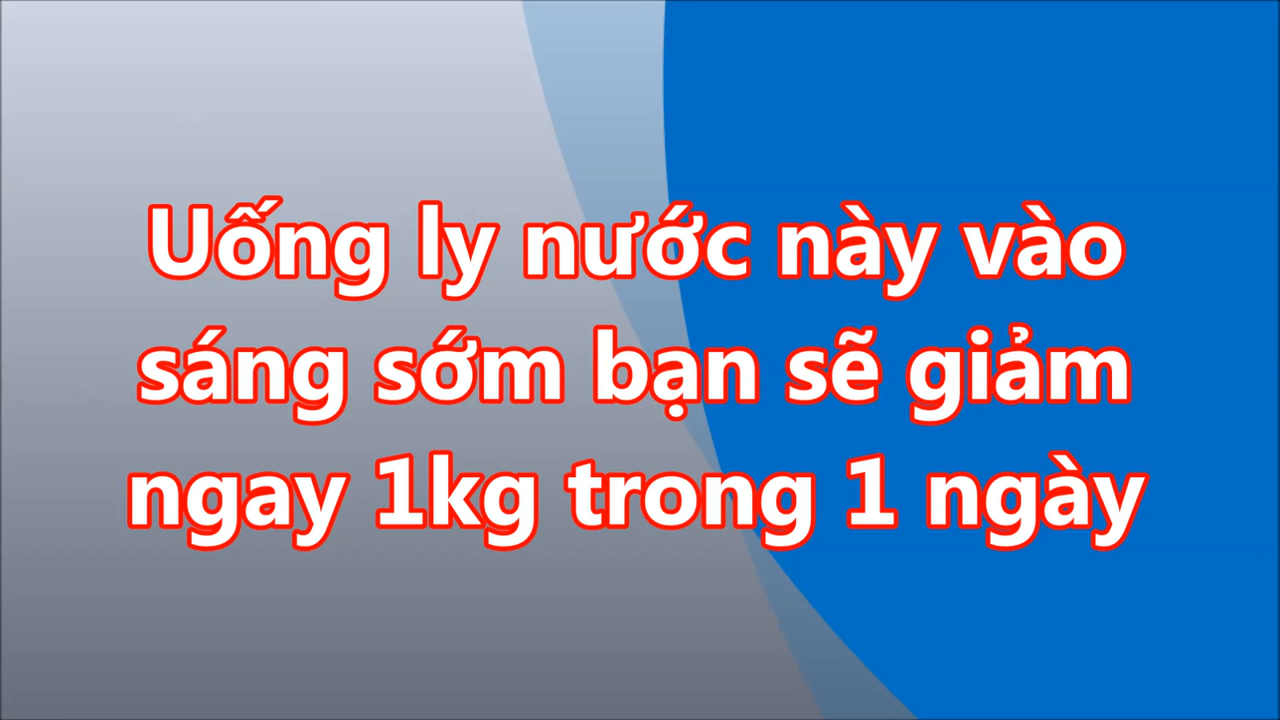 Uống ly nước này vào
sáng sớm bạn sẽ giảm
ngay 1kg trong 1 ngày